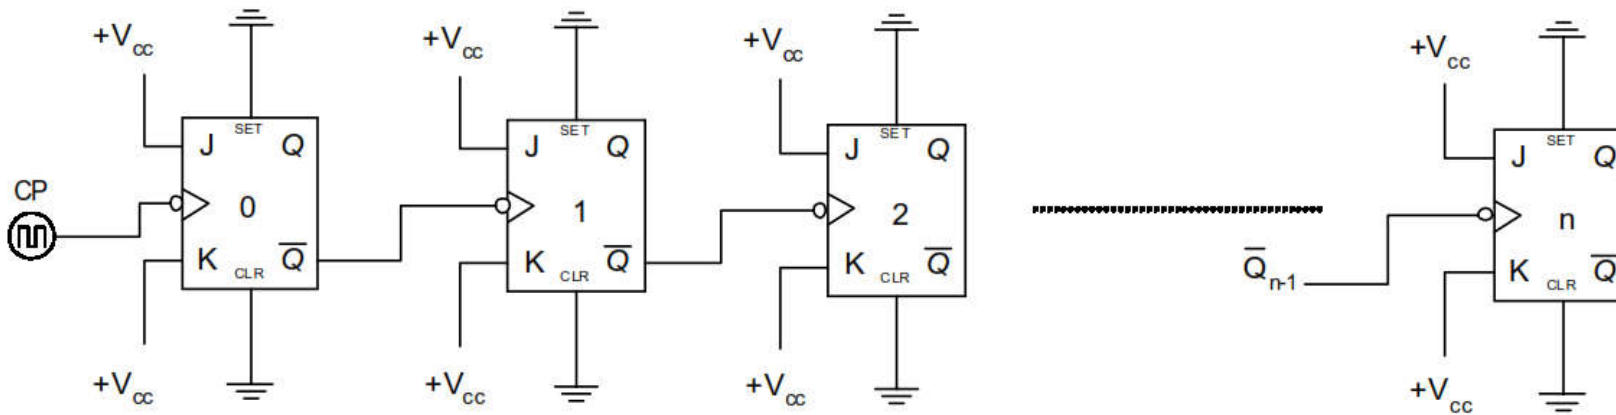 +Vcc +Vcc +Vcc +Vcc
SET SET SET SET
J Q J Q J Q J Q
CP
0 1 2 n
K Q̅ K Q̅ K Q̅ Q̅n-1 K Q̅
CLR CLR CLR CLR
+Vcc +Vcc +Vcc +Vcc